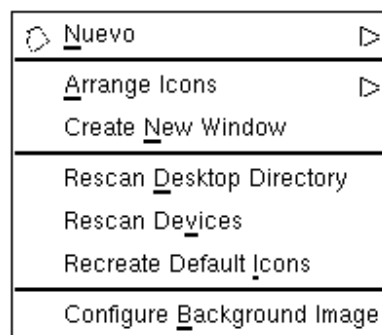 Nuevo
Arrange Icons
Create New Window
Rescan Desktop Directory
Rescan Devices
Recreate Default Icons
Configure Background Image